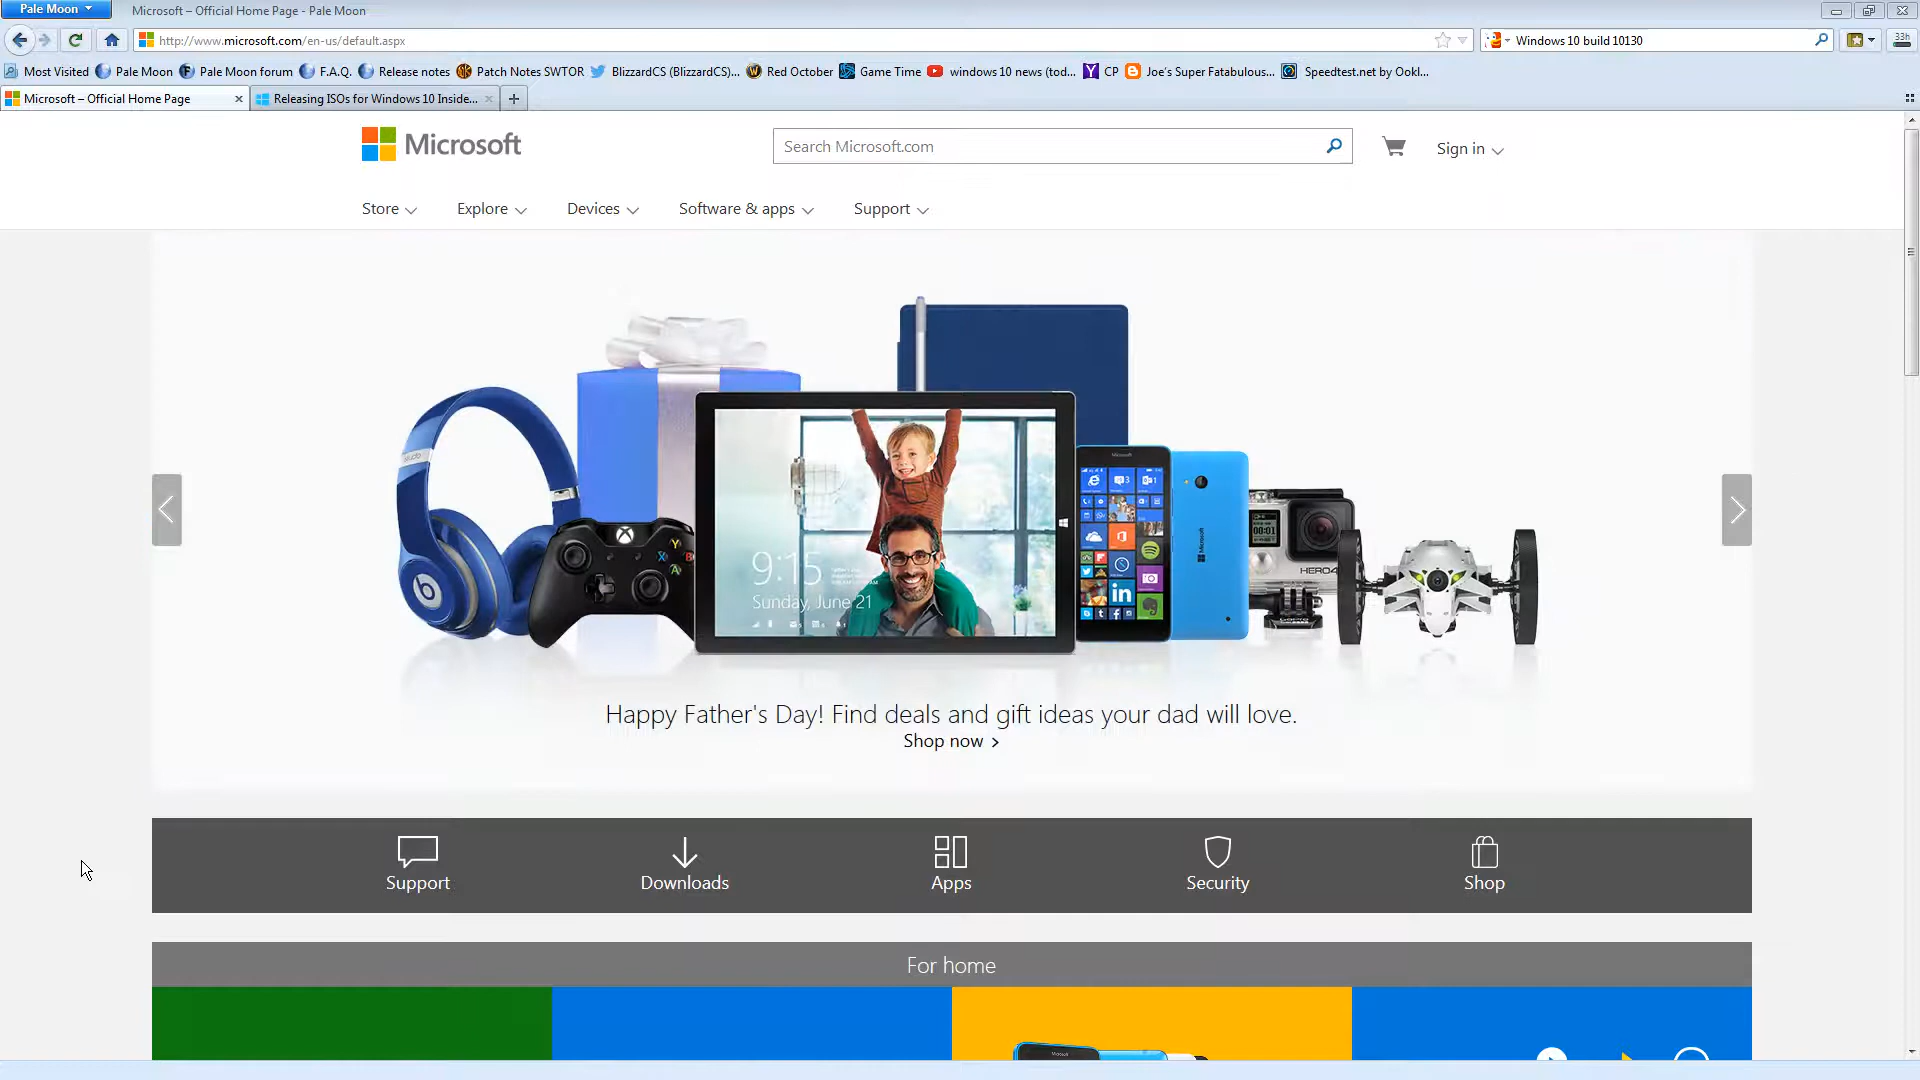 Pale Moon
Microsoft – Official Home Page - Pale Moon
http://www.microsoft.com/en-us/default.aspx
Windows 10 build 10130
33h
Most Visited
Pale Moon
Pale Moon forum
F.A.Q.
Release notes
Patch Notes SWTOR
BlizzardCS (BlizzardCS)...
Red October
Game Time
windows 10 news (tod...
CP
Joe's Super Fatabulous...
Speedtest.net by Ookl...
Microsoft – Official Home Page
Releasing ISOs for Windows 10 Inside...
Microsoft
Search Microsoft.com
Sign in
Store
Explore
Devices
Software & apps
Support
9:15
Sunday, June 21
HERO4
Microsoft
Happy Father's Day! Find deals and gift ideas your dad will love.
Shop now
Support
Downloads
Apps
Security
Shop
For home